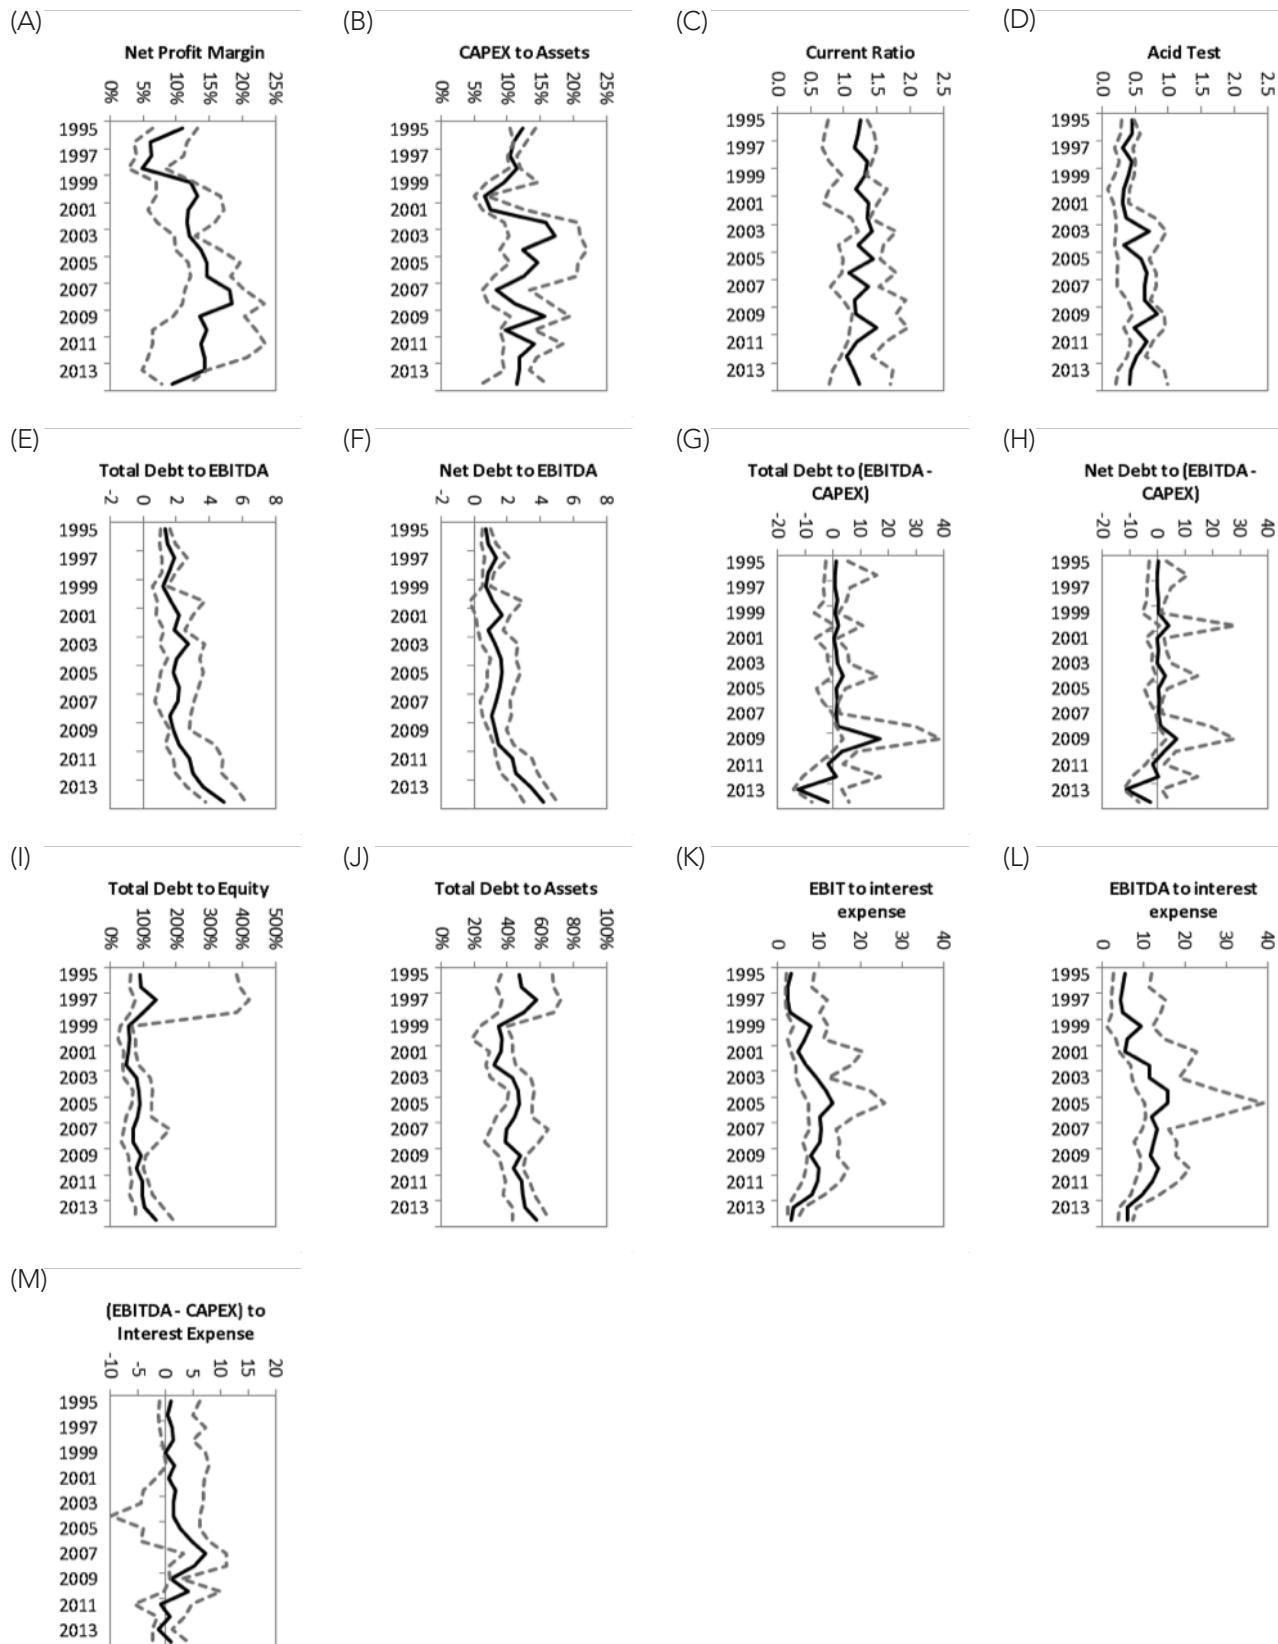 (A)
Net Profit Margin
0% 5% 10% 15% 20% 25%
1995
1997
1999
2001
2003
2005
2007
2009
2011
2013
(B)
CAPEX to Assets
0% 5% 10% 15% 20% 25%
1995
1997
1999
2001
2003
2005
2007
2009
2011
2013
(C)
Current Ratio
0.0 0.5 1.0 1.5 2.0 2.5
1995
1997
1999
2001
2003
2005
2007
2009
2011
2013
(D)
Acid Test
0.0 0.5 1.0 1.5 2.0 2.5
1995
1997
1999
2001
2003
2005
2007
2009
2011
2013
(E)
Total Debt to EBITDA
-2 0 2 4 6 8
1995
1997
1999
2001
2003
2005
2007
2009
2011
2013
(F)
Net Debt to EBITDA
-2 0 2 4 6 8
1995
1997
1999
2001
2003
2005
2007
2009
2011
2013
(G)
Total Debt to (EBITDA -
CAPEX)
-20 -10 0 10 20 30 40
1995
1997
1999
2001
2003
2005
2007
2009
2011
2013
(H)
Net Debt to (EBITDA -
CAPEX)
-20 -10 0 10 20 30 40
1995
1997
1999
2001
2003
2005
2007
2009
2011
2013
(I)
Total Debt to Equity
0% 100% 200% 300% 400% 500%
1995
1997
1999
2001
2003
2005
2007
2009
2011
2013
(J)
Total Debt to Assets
0% 20% 40% 60% 80% 100%
1995
1997
1999
2001
2003
2005
2007
2009
2011
2013
(K)
EBIT to interest
expense
0 10 20 30 40
1995
1997
1999
2001
2003
2005
2007
2009
2011
2013
(L)
EBITDA to interest
expense
0 10 20 30 40
1995
1997
1999
2001
2003
2005
2007
2009
2011
2013
(M)
(EBITDA - CAPEX) to
Interest Expense
-10 -5 0 5 10 15 20
1995
1997
1999
2001
2003
2005
2007
2009
2011
2013